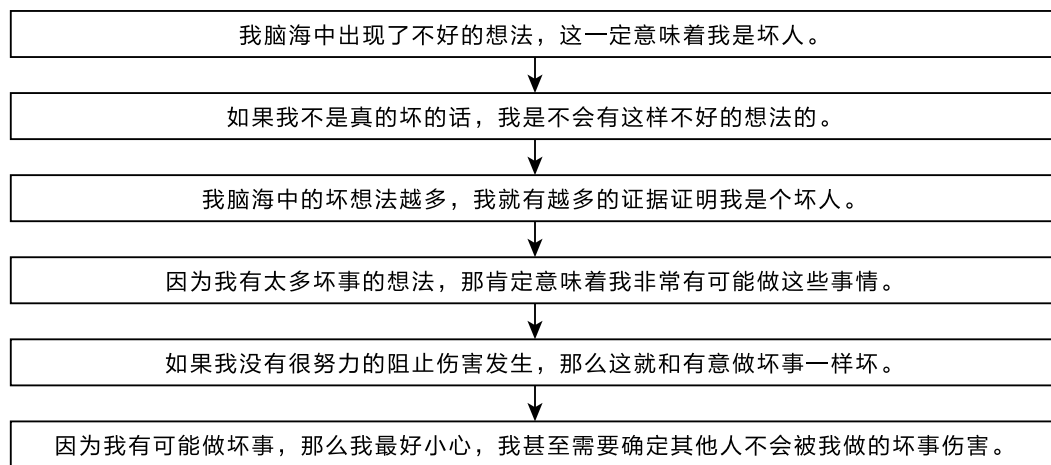 我脑海中出现了不好的想法，这一定意味着我是坏人。
如果我不是真的坏的话，我是不会有这样不好的想法的。
我脑海中的坏想法越多，我就有越多的证据证明我是个坏人。
因为我有太多坏事的想法，那肯定意味着我非常有可能做这些事情。
如果我没有很努力的阻止伤害发生，那么这就和有意做坏事一样坏。
因为我有可能做坏事，那么我最好小心，我甚至需要确定其他人不会被我做的坏事伤害。